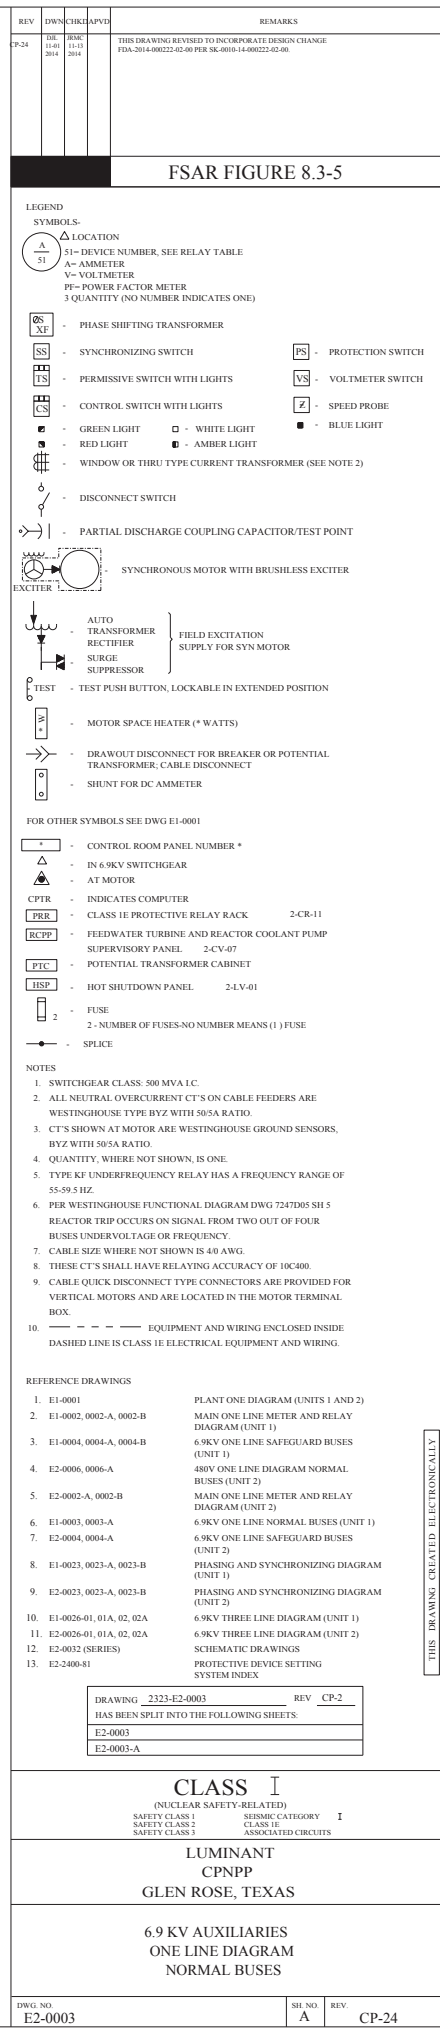 REV DWN CHKD APVD REMARKS
CP-24 DJL 11-01 2014 JRMC 11-13 2014
THIS DRAWING REVISED TO INCORPORATE DESIGN CHANGE
FDA-2014-000222-02-00 PER SK-0010-14-000222-02-00.
FSAR FIGURE 8.3-5
LEGEND
SYMBOLS-
LOCATION
A
51
51= DEVICE NUMBER, SEE RELAY TABLE
A= AMMETER
V= VOLTMETER
PF= POWER FACTOR METER
3 QUANTITY (NO NUMBER INDICATES ONE)
ØS
XF - PHASE SHIFTING TRANSFORMER
SS - SYNCHRONIZING SWITCH
PS - PROTECTION SWITCH
TS - PERMISSIVE SWITCH WITH LIGHTS
VS - VOLTMETER SWITCH
CS - CONTROL SWITCH WITH LIGHTS
Z - SPEED PROBE
- GREEN LIGHT - WHITE LIGHT
- BLUE LIGHT
- RED LIGHT - AMBER LIGHT
- WINDOW OR THRU TYPE CURRENT TRANSFORMER (SEE NOTE 2)
- DISCONNECT SWITCH
- PARTIAL DISCHARGE COUPLING CAPACITOR/TEST POINT
- SYNCHRONOUS MOTOR WITH BRUSHLESS EXCITER
EXCITER
- AUTO
TRANSFORMER
RECTIFIER
- SURGE
SUPPRESSOR
FIELD EXCITATION
SUPPLY FOR SYN MOTOR
TEST - TEST PUSH BUTTON, LOCKABLE IN EXTENDED POSITION
* W - MOTOR SPACE HEATER (* WATTS)
- DRAWOUT DISCONNECT FOR BREAKER OR POTENTIAL
TRANSFORMER; CABLE DISCONNECT
- SHUNT FOR DC AMMETER
FOR OTHER SYMBOLS SEE DWG E1-0001
* - CONTROL ROOM PANEL NUMBER *
- IN 6.9KV SWITCHGEAR
- AT MOTOR
CPTR - INDICATES COMPUTER
PRR - CLASS 1E PROTECTIVE RELAY RACK 2-CR-11
RCPP - FEEDWATER TURBINE AND REACTOR COOLANT PUMP
SUPERVISORY PANEL 2-CV-07
PTC - POTENTIAL TRANSFORMER CABINET
HSP - HOT SHUTDOWN PANEL 2-LV-01
2 - FUSE
2 - NUMBER OF FUSES-NO NUMBER MEANS (1 ) FUSE
- SPLICE
NOTES
1. SWITCHGEAR CLASS: 500 MVA I.C.
2. ALL NEUTRAL OVERCURRENT CT'S ON CABLE FEEDERS ARE
WESTINGHOUSE TYPE BYZ WITH 50/5A RATIO.
3. CT'S SHOWN AT MOTOR ARE WESTINGHOUSE GROUND SENSORS,
BYZ WITH 50/5A RATIO.
4. QUANTITY, WHERE NOT SHOWN, IS ONE.
5. TYPE KF UNDERFREQUENCY RELAY HAS A FREQUENCY RANGE OF
55-59.5 HZ.
6. PER WESTINGHOUSE FUNCTIONAL DIAGRAM DWG 7247D05 SH 5
REACTOR TRIP OCCURS ON SIGNAL FROM TWO OUT OF FOUR
BUSES UNDERVOLTAGE OR FREQUENCY.
7. CABLE SIZE WHERE NOT SHOWN IS 4/0 AWG.
8. THESE CT'S SHALL HAVE RELAYING ACCURACY OF 10C400.
9. CABLE QUICK DISCONNECT TYPE CONNECTORS ARE PROVIDED FOR
VERTICAL MOTORS AND ARE LOCATED IN THE MOTOR TERMINAL
BOX.
10. EQUIPMENT AND WIRING ENCLOSED INSIDE
DASHED LINE IS CLASS 1E ELECTRICAL EQUIPMENT AND WIRING.
REFERENCE DRAWINGS
1. E1-0001 PLANT ONE DIAGRAM (UNITS 1 AND 2)
2. E1-0002, 0002-A, 0002-B MAIN ONE LINE METER AND RELAY
DIAGRAM (UNIT 1)
3. E1-0004, 0004-A, 0004-B 6.9KV ONE LINE SAFEGUARD BUSES
(UNIT 1)
4. E2-0006, 0006-A 480V ONE LINE DIAGRAM NORMAL
BUSES (UNIT 2)
5. E2-0002-A, 0002-B MAIN ONE LINE METER AND RELAY
DIAGRAM (UNIT 2)
6. E1-0003, 0003-A 6.9KV ONE LINE NORMAL BUSES (UNIT 1)
7. E2-0004, 0004-A 6.9KV ONE LINE SAFEGUARD BUSES
(UNIT 2)
8. E1-0023, 0023-A, 0023-B PHASING AND SYNCHRONIZING DIAGRAM
(UNIT 1)
9. E2-0023, 0023-A, 0023-B PHASING AND SYNCHRONIZING DIAGRAM
(UNIT 2)
10. E1-0026-01, 01A, 02, 02A 6.9KV THREE LINE DIAGRAM (UNIT 1)
11. E2-0026-01, 01A, 02, 02A 6.9KV THREE LINE DIAGRAM (UNIT 2)
12. E2-0032 (SERIES) SCHEMATIC DRAWINGS
13. E2-2400-81 PROTECTIVE DEVICE SETTING
SYSTEM INDEX
THIS DRAWING CREATED ELECTRONICALLY
DRAWING 2323-E2-0003 REV CP-2
HAS BEEN SPLIT INTO THE FOLLOWING SHEETS:
E2-0003
E2-0003-A
CLASS I
(NUCLEAR SAFETY-RELATED)
SAFETY CLASS 1 SEISMIC CATEGORY I
SAFETY CLASS 2 CLASS 1E
SAFETY CLASS 3 ASSOCIATED CIRCUITS
LUMINANT
CPNPP
GLEN ROSE, TEXAS
6.9 KV AUXILIARIES
ONE LINE DIAGRAM
NORMAL BUSES
DWG. NO. SH. NO. REV.
E2-0003 A CP-24